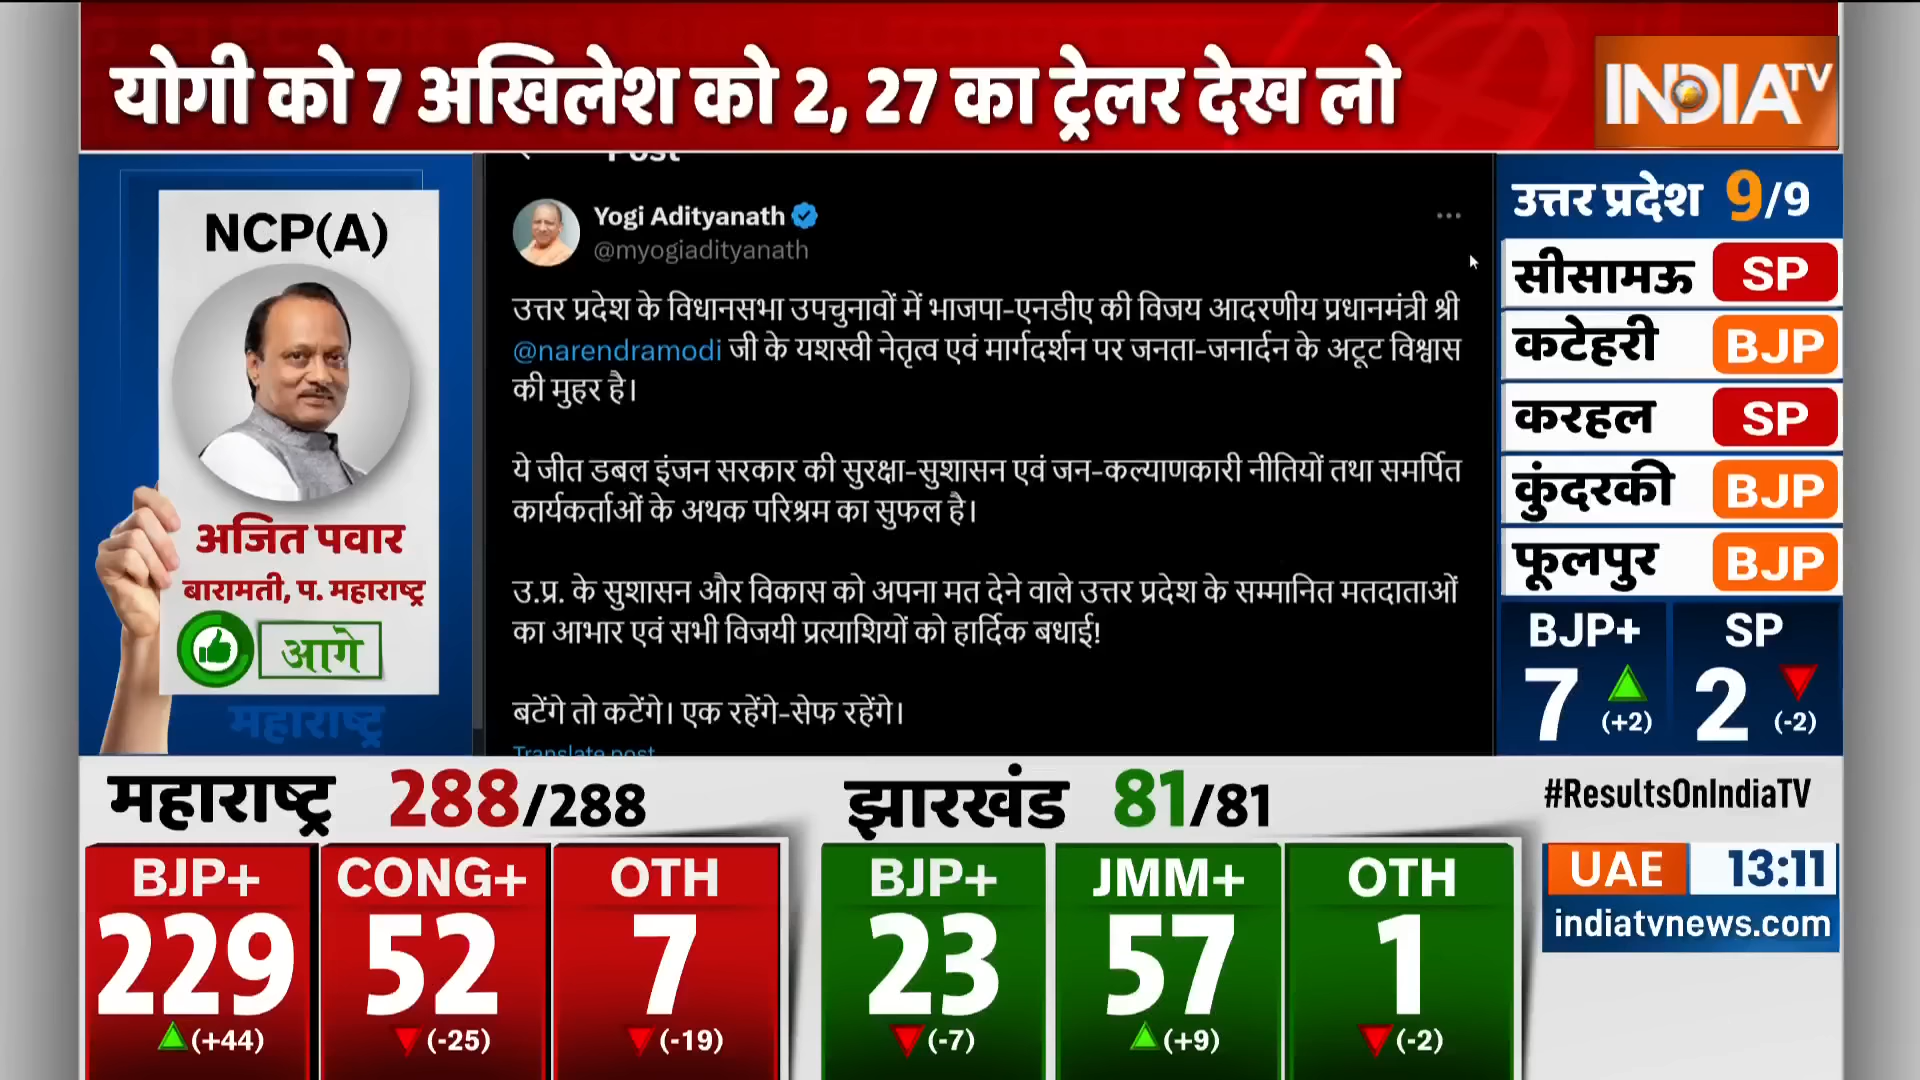 योगी को 7 अखिलेश को 2, 27 का ट्रेलर देख लो
INDIA TV
NCP(A)
अजित पवार
बारामती, प. महाराष्ट्र
आगे
महाराष्ट्र
Post
Yogi Adityanath
@myogiadityanath
उत्तर प्रदेश के विधानसभा उपचुनावों में भाजपा-एनडीए की विजय आदरणीय प्रधानमंत्री श्री
@narendramodi जी के यशस्वी नेतृत्व एवं मार्गदर्शन पर जनता-जनार्दन के अटूट विश्वास
की मुहर है।
ये जीत डबल इंजन सरकार की सुरक्षा-सुशासन एवं जन-कल्याणकारी नीतियों तथा समर्पित
कार्यकर्ताओं के अथक परिश्रम का सुफल है।
उ.प्र. के सुशासन और विकास को अपना मत देने वाले उत्तर प्रदेश के सम्मानित मतदाताओं
का आभार एवं सभी विजयी प्रत्याशियों को हार्दिक बधाई!
बटेंगे तो कटेंगे। एक रहेंगे-सेफ रहेंगे।
Translate post
उत्तर प्रदेश 9/9
सीसामऊ SP
कटेहरी BJP
करहल SP
कुंदरकी BJP
फूलपुर BJP
BJP+ SP
7 (+2) 2 (-2)
महाराष्ट्र 288/288
BJP+ CONG+ OTH
229 52 7
(+44) (-25) (-19)
झारखंड 81/81
BJP+ JMM+ OTH
23 57 1
(-7) (+9) (-2)
#ResultsOnIndiaTV
UAE 13:11
indiatvnews.com